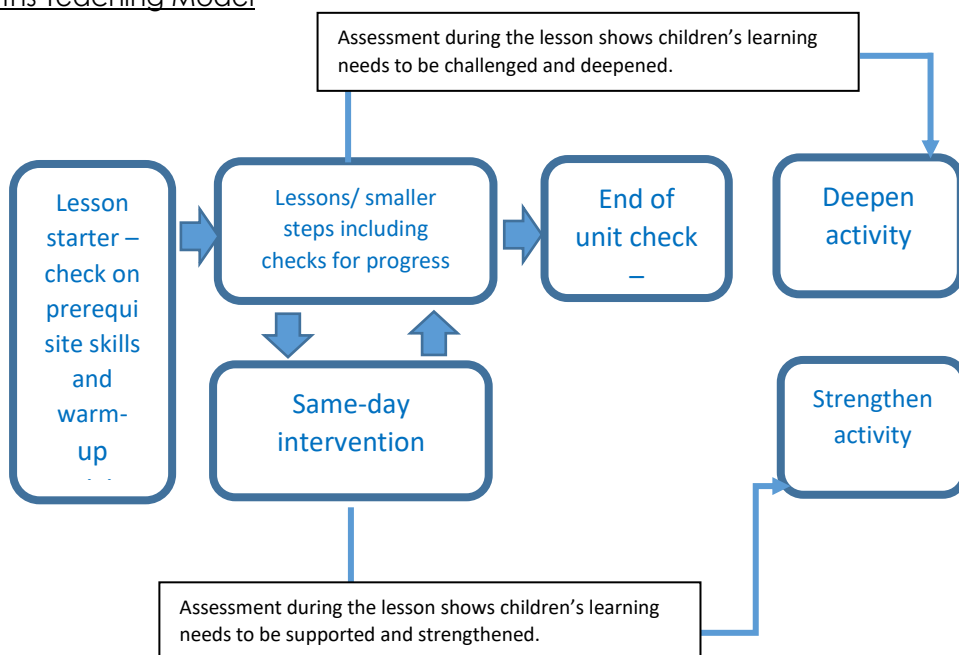 Teaching Model
Assessment during the lesson shows children's learning
needs to be challenged and deepened.
Lesson
starter –
check on
prerequi
site skills
and
warm-
up
Lessons/ smaller
steps including
checks for progress
End of
unit check
–
Deepen
activity
Same-day
intervention
Strengthen
activity
Assessment during the lesson shows children's learning
needs to be supported and strengthened.